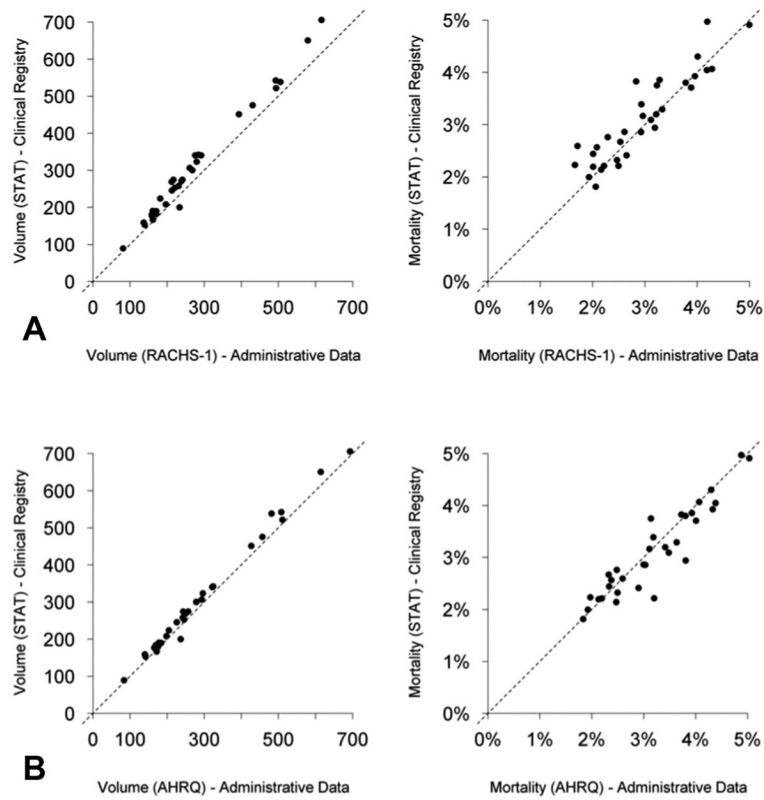 700
600
500
400
300
200
100
0
Volume (STAT) - Clinical Registry
0 100 300 500 700
Volume (RACHS-1) - Administrative Data
5%
4%
3%
2%
1%
0%
Mortality (STAT) - Clinical Registry
0% 1% 2% 3% 4% 5%
Mortality (RACHS-1) - Administrative Data
A
700
600
500
400
300
200
100
0
Volume (STAT) - Clinical Registry
0 100 300 500 700
Volume (AHRQ) - Administrative Data
5%
4%
3%
2%
1%
0%
Mortality (STAT) - Clinical Registry
0% 1% 2% 3% 4% 5%
Mortality (AHRQ) - Administrative Data
B